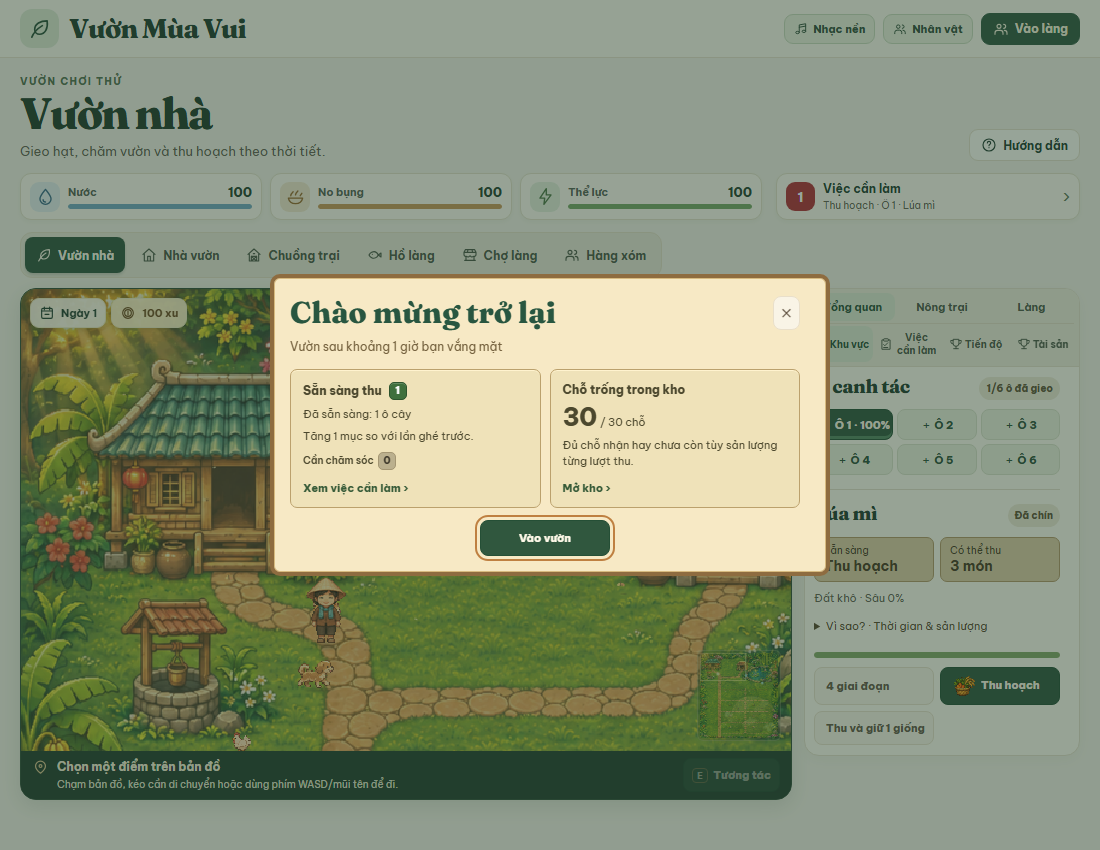 Vườn Mùa Vui
Nhạc nền
Nhân vật
Vào làng
VƯỜN CHƠI THỬ
Vườn nhà
Gieo hạt, chăm vườn và thu hoạch theo thời tiết.
Hướng dẫn
Nước 100
No bụng 100
Thể lực 100
1
Việc cần làm
Thu hoạch · Ô 1 · Lúa mì
Vườn nhà
Nhà vườn
Chuồng trại
Hồ làng
Chợ làng
Hàng xóm
Ngày 1
100 xu
Chào mừng trở lại
Vườn sau khoảng 1 giờ bạn vắng mặt
Sẵn sàng thu 1
Đã sẵn sàng: 1 ô cây
Tăng 1 mục so với lần ghé trước.
Cần chăm sóc 0
Xem việc cần làm ›
Chỗ trống trong kho
30 / 30 chỗ
Đủ chỗ nhận hay chưa còn tùy sản lượng
từng lượt thu.
Mở kho ›
Vào vườn
ổng quan
Nông trại
Làng
Khu vực
Việc
cần làm
Tiến độ
Tài sản
canh tác
1/6 ô đã gieo
Ô 1 · 100%
+ Ô 2
+ Ô 3
+ Ô 4
+ Ô 5
+ Ô 6
úa mì
Đã chín
ẵn sàng
Thu hoạch
Có thể thu
3 món
Đất khô · Sâu 0%
Vì sao? · Thời gian & sản lượng
4 giai đoạn
Thu hoạch
Thu và giữ 1 giống
Chọn một điểm trên bản đồ
Chạm bản đồ, kéo cần di chuyển hoặc dùng phím WASD/mũi tên để đi.
E Tương tác